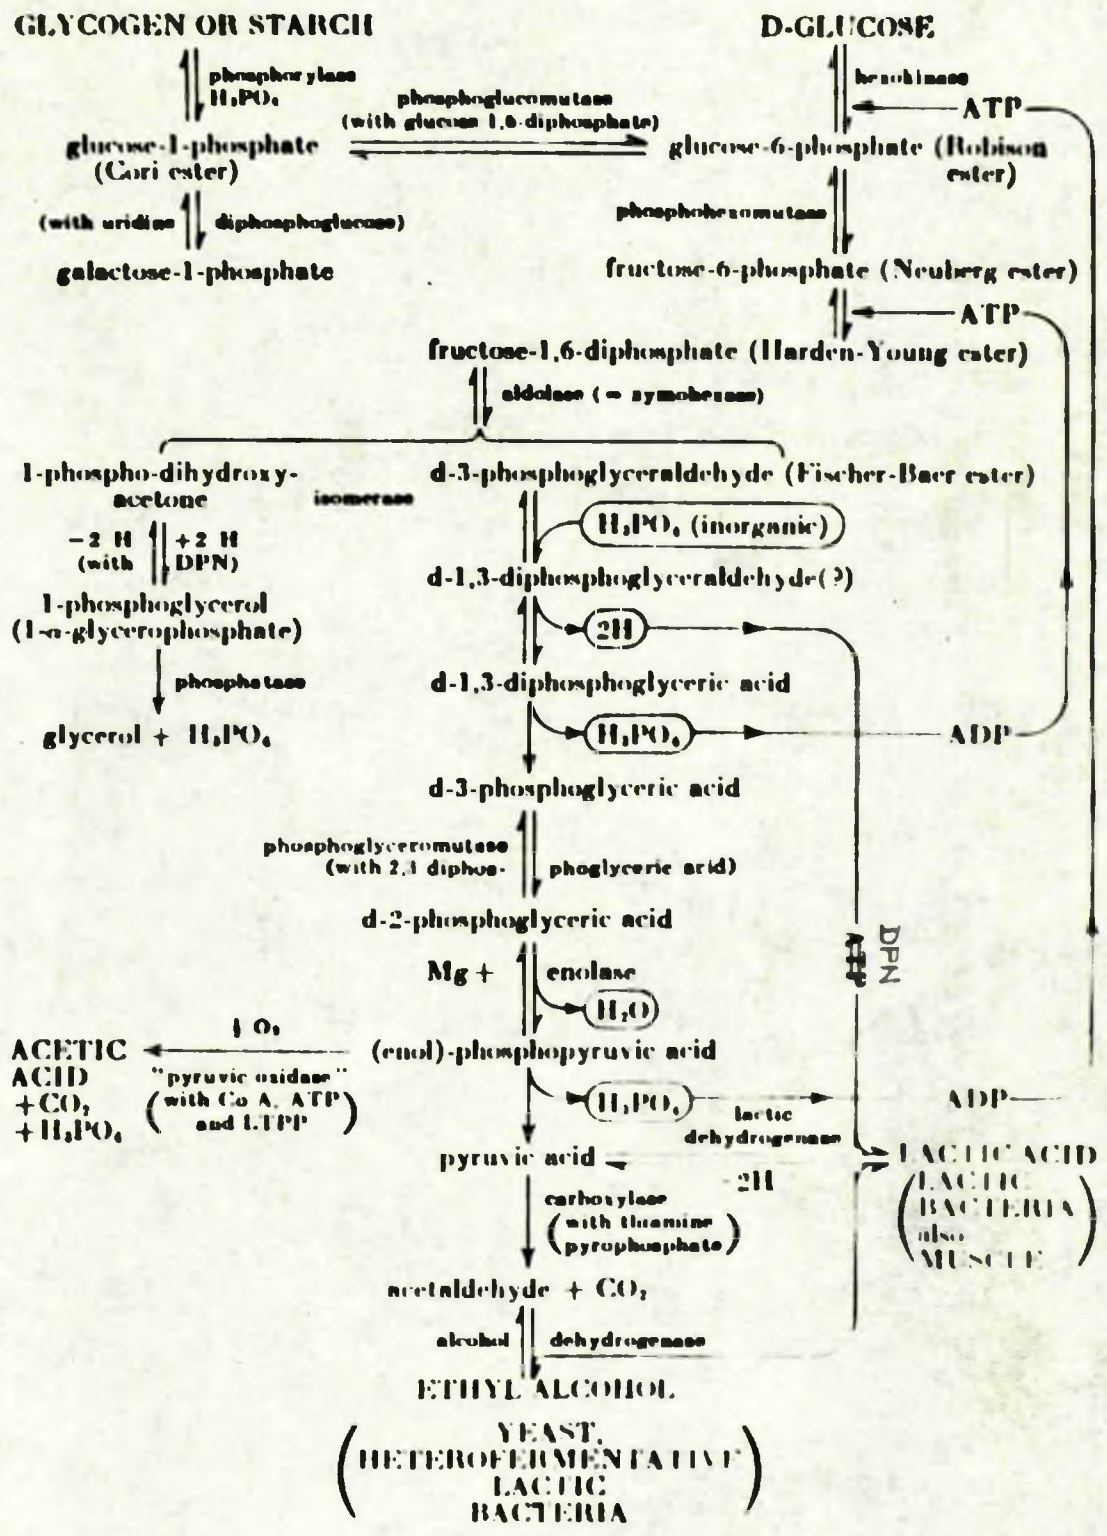 GLYCOGEN OR STARCH
D-GLUCOSE
phosphorylase
H₃PO₄
hexokinase
ATP
phosphoglucomutase
(with glucose 1,6-diphosphate)
glucose-1-phosphate
(Cori ester)
glucose-6-phosphate (Robison
ester)
(with uridine diphosphoglucose)
phosphohexomutase
galactose-1-phosphate
fructose-6-phosphate (Neuberg ester)
ATP
fructose-1,6-diphosphate (Harden-Young ester)
aldolase (= zymohexase)
1-phospho-dihydroxy-
acetone
isomerase
d-3-phosphoglyceraldehyde (Fischer-Baer ester)
-2 H +2 H
(with DPN)
H₃PO₄ (inorganic)
d-1,3-diphosphoglyceraldehyde(?)
1-phosphoglycerol
(1-α-glycerophosphate)
2H
phosphatase
d-1,3-diphosphoglyceric acid
glycerol + H₃PO₄
H₃PO₄
ADP
d-3-phosphoglyceric acid
phosphoglyceromutase
(with 2,3 diphos- phoglyceric acid)
d-2-phosphoglyceric acid
DPN
Mg + enolase
H₂O
½ O₂
(enol)-phosphopyruvic acid
ACETIC
ACID
+CO₂
+H₃PO₄
"pyruvic oxidase"
(with Co A, ATP
and LTPP)
H₃PO₄
ADP
lactic
dehydrogenase
pyruvic acid
2H
LACTIC ACID
(LACTIC
BACTERIA
also
MUSCLE)
carboxylase
(with thiamine
pyrophosphate)
acetaldehyde + CO₂
alcohol dehydrogenase
ETHYL ALCOHOL
(YEAST,
HETEROFERMENTATIVE
LACTIC
BACTERIA)